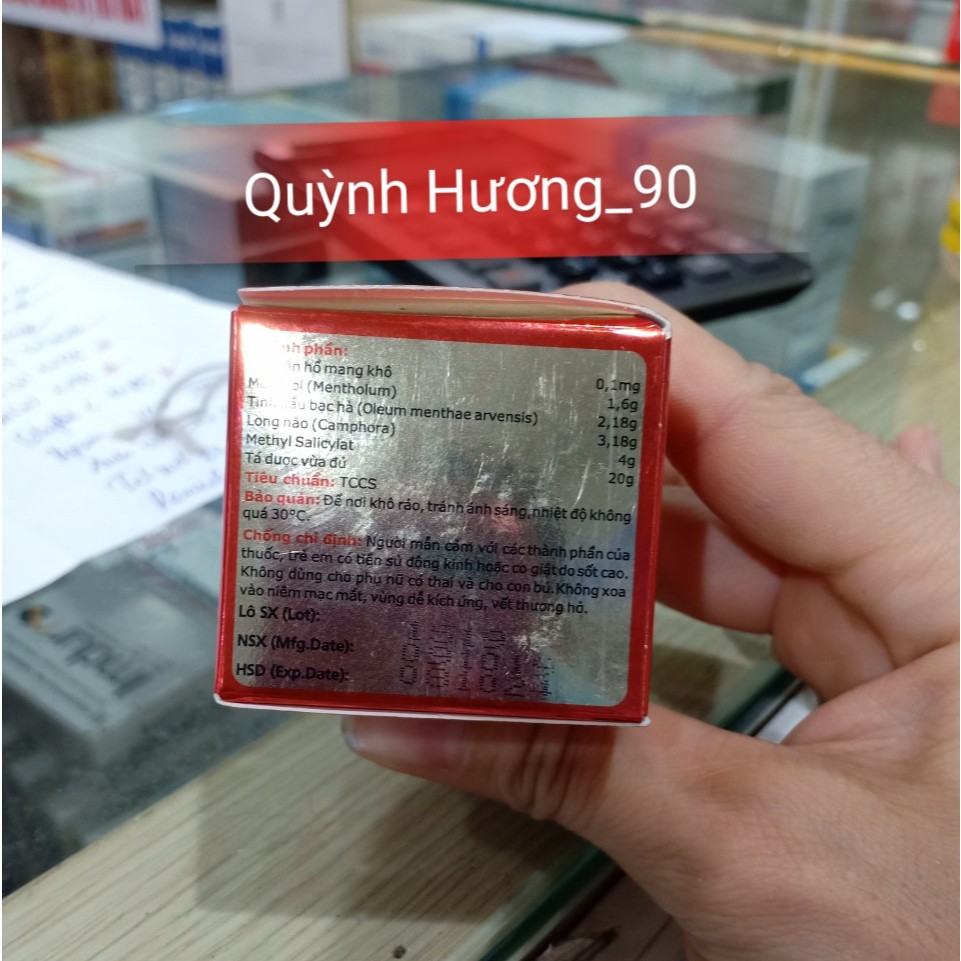 Quỳnh Hương_90
phần:
hổ mang khô 0,1mg
(Mentholum) 1,6g
Tinh dầu bạc hà (Oleum menthae arvensis) 2,18g
Long não (Camphora) 3,18g
Methyl Salicylat 4g
Tá dược vừa đủ 20g
Tiêu chuẩn: TCCS
Bảo quản: Để nơi khô ráo, tránh ánh sáng, nhiệt độ không
quá 30°C.
Chống chỉ định: Người mẫn cảm với các thành phần của
thuốc, trẻ em có tiền sử động kinh hoặc co giật do sốt cao.
Không dùng cho phụ nữ có thai và cho con bú. Không xoa
vào niêm mạc mắt, vùng dễ kích ứng, vết thương hở.
Lô SX (Lot):
NSX (Mfg.Date):
HSD (Exp.Date):